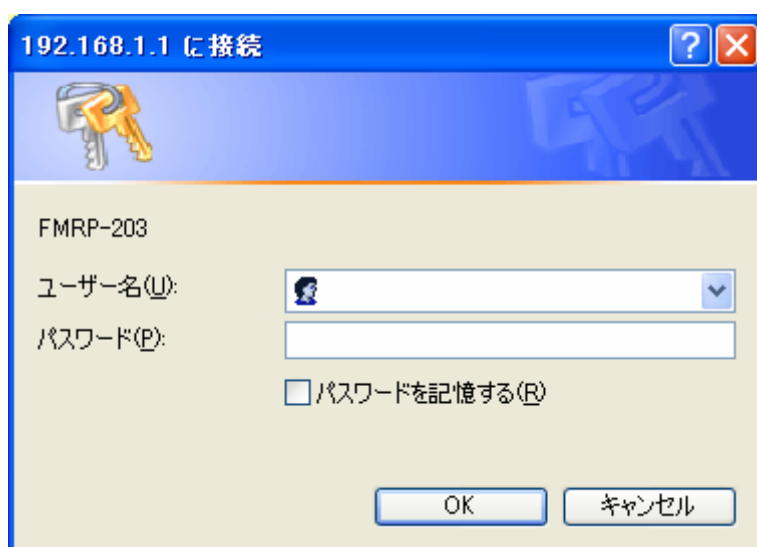 192.168.1.1 に接続
FMRP-203
ユーザー名(U):
パスワード(P):
パスワードを記憶する(R)
OK
キャンセル